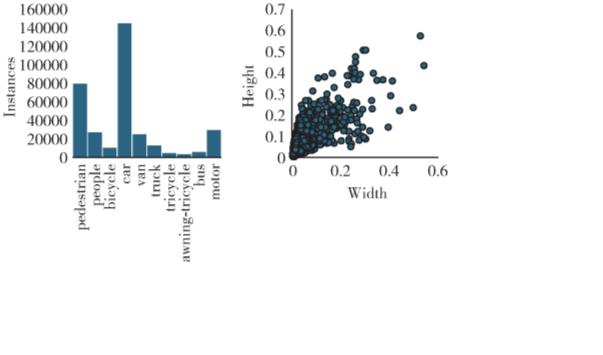 160000
140000
120000
100000
80000
60000
40000
20000
0
Instances
pedestrian
people
bicycle
car
van
truck
tricycle
awning-tricycle
bus
motor
0.7
0.6
0.5
0.4
0.3
0.2
0.1
0
Height
0 0.2 0.4 0.6
Width